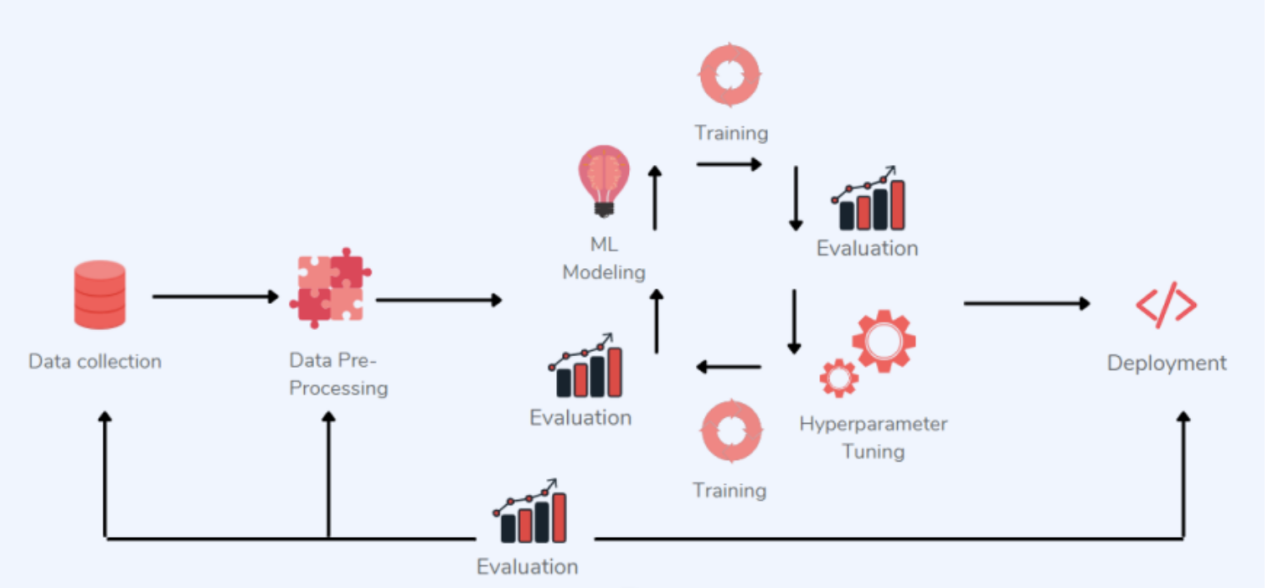 Training
ML
Modeling
Evaluation
Data collection
Data Pre-
Processing
Evaluation
Hyperparameter
Tuning
Deployment
Training
Evaluation